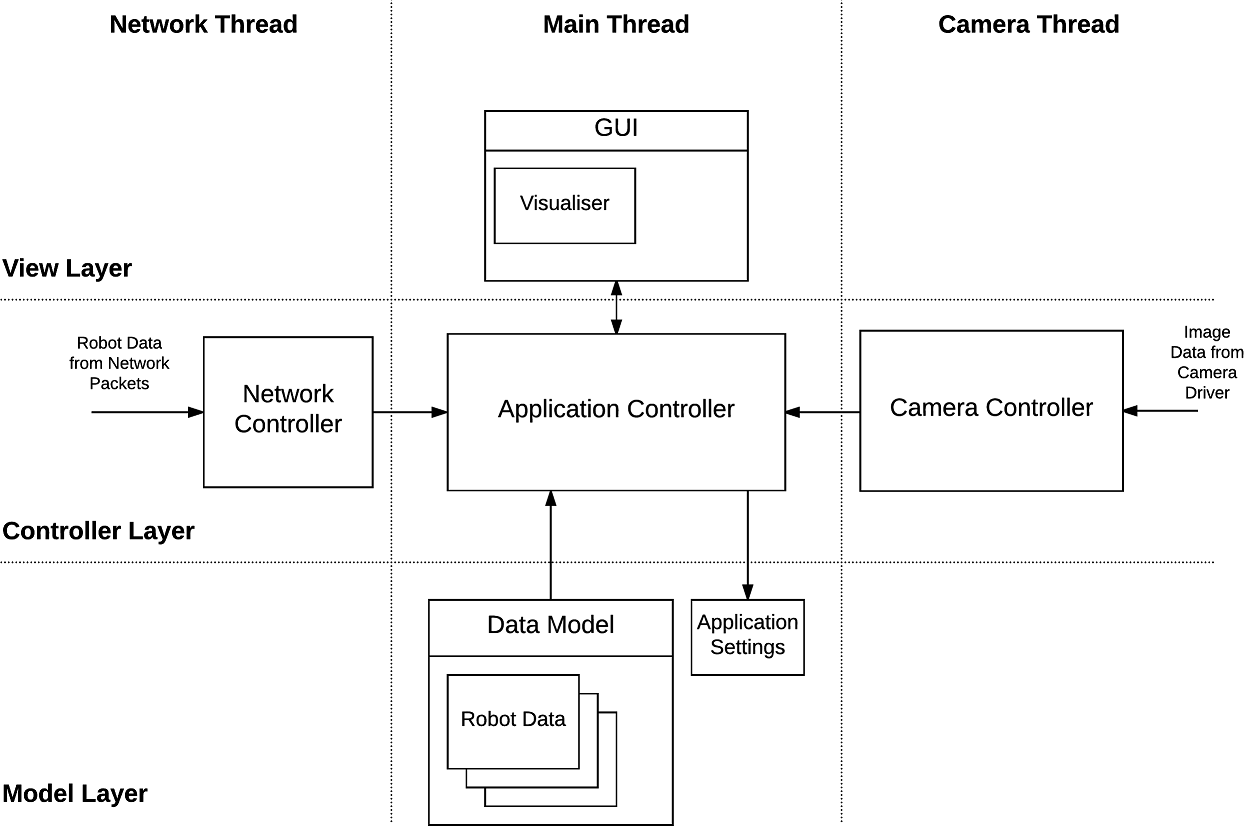 Network Thread
Main Thread
Camera Thread
GUI
Visualiser
View Layer
Robot Data
from Network
Packets
Network
Controller
Application Controller
Camera Controller
Image
Data from
Camera
Driver
Controller Layer
Data Model
Robot Data
Application
Settings
Model Layer